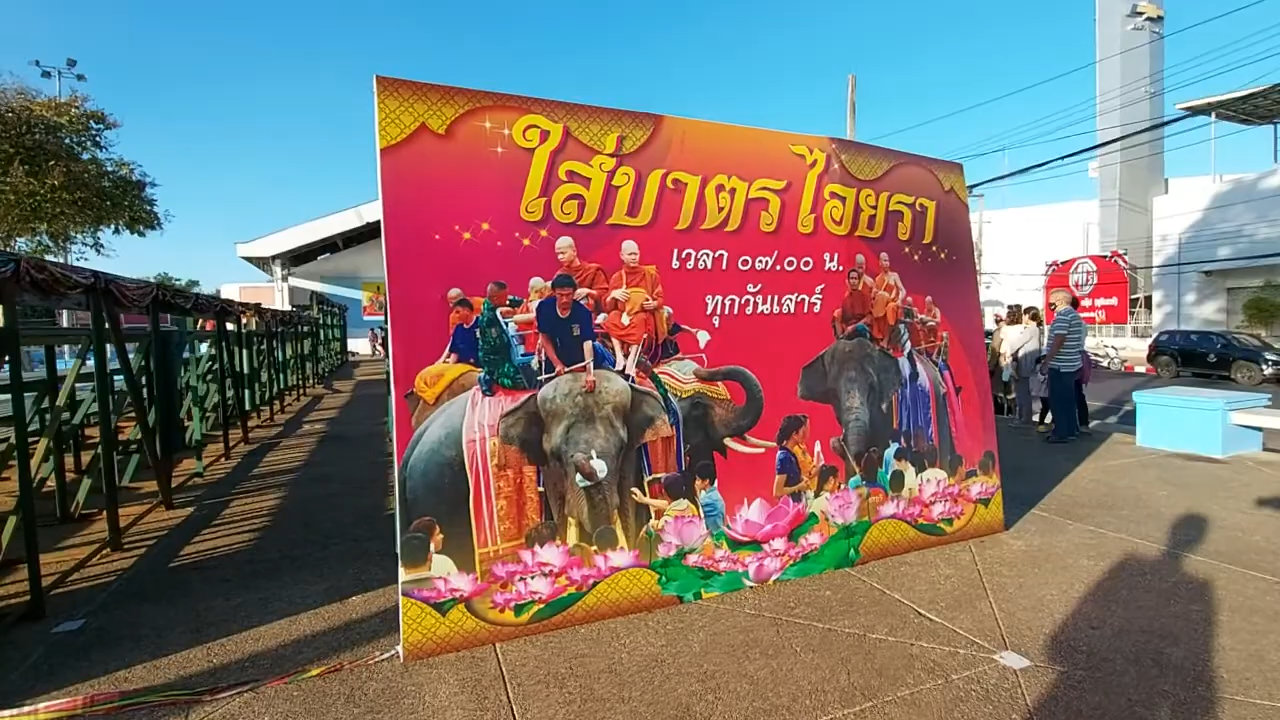 ใส่บาตร ไอยรา
เวลา ๐๗.๐๐ น.
ทุกวันเสาร์
MG